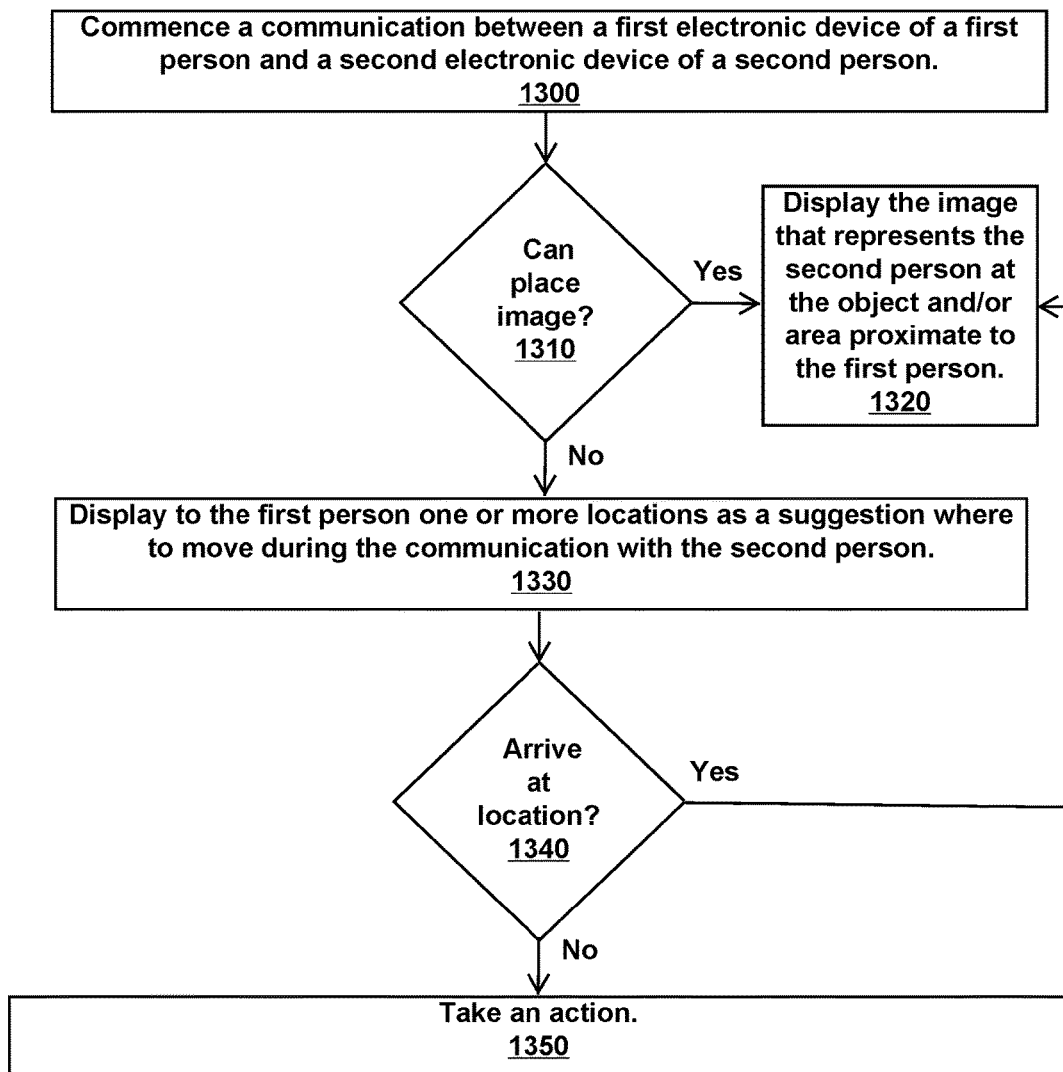 Commence a communication between a first electronic device of a first
person and a second electronic device of a second person.
1300
Can
place
image?
1310
Yes
Display the image
that represents the
second person at
the object and/or
area proximate to
the first person.
1320
No
Display to the first person one or more locations as a suggestion where
to move during the communication with the second person.
1330
Arrive
at
location?
1340
Yes
No
Take an action.
1350